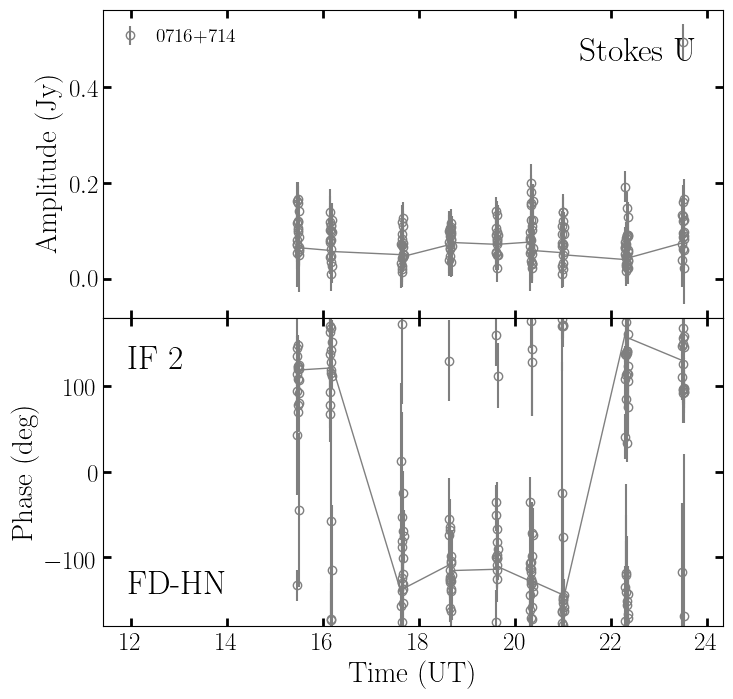 0716+714
Stokes U
Amplitude (Jy)
0.4
0.2
0.0
IF 2
Phase (deg)
100
0
−100
FD-HN
12 14 16 18 20 22 24
Time (UT)